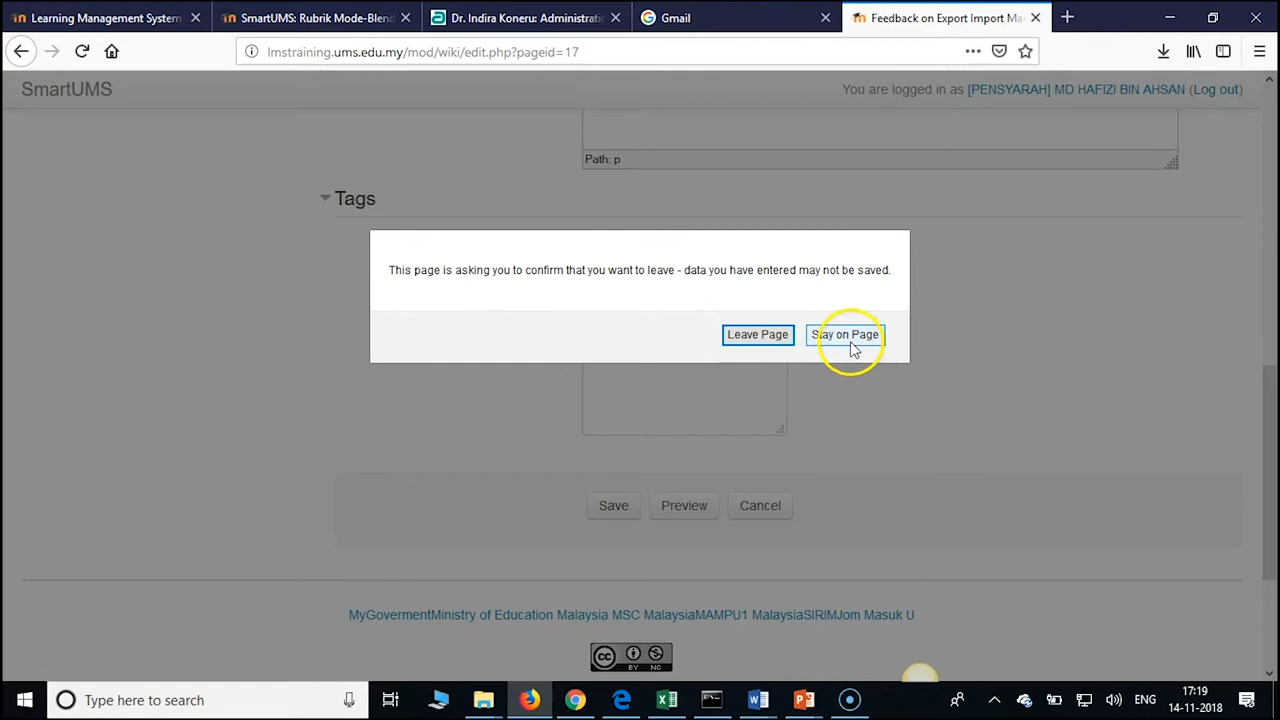 Learning Management System
SmartUMS: Rubrik Mode-Blend
Dr. Indira Koneru: Administratio
Gmail
Feedback on Export Import Ma
lmstraining.ums.edu.my/mod/wiki/edit.php?pageid=17
SmartUMS
You are logged in as [PENSYARAH] MD HAFIZI BIN AHSAN (Log out)
Path: p
Tags
This page is asking you to confirm that you want to leave - data you have entered may not be saved.
Leave Page
Stay on Page
Save
Preview
Cancel
MyGovermentMinistry of Education Malaysia MSC MalaysiaMAMPU1 MalaysiaSIRIMJom Masuk U
cc
BY NC
Type here to search
ENG
17:19
14-11-2018